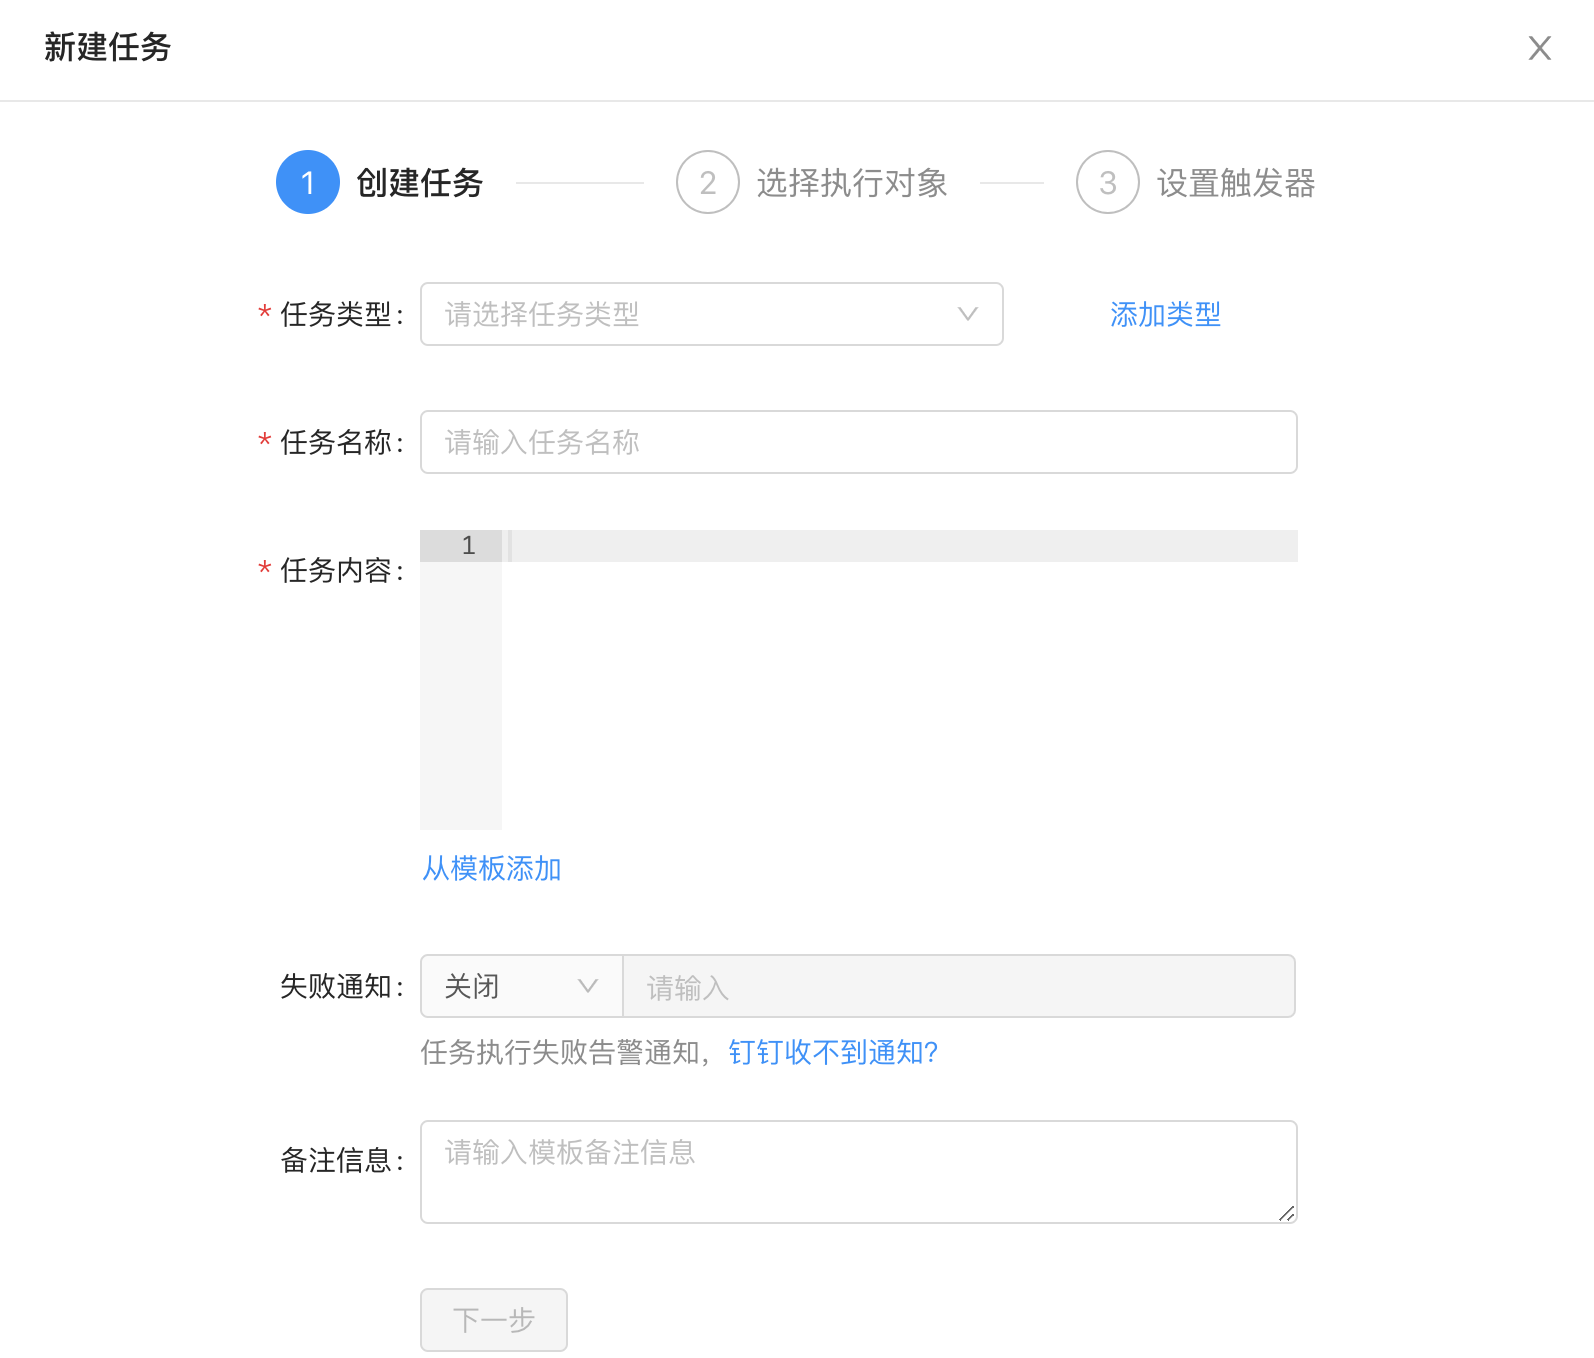 新建任务
1 创建任务 2 选择执行对象 3 设置触发器
* 任务类型: 请选择任务类型 添加类型
* 任务名称: 请输入任务名称
1
* 任务内容:
从模板添加
失败通知: 关闭 请输入
任务执行失败告警通知，钉钉收不到通知?
备注信息: 请输入模板备注信息
下一步